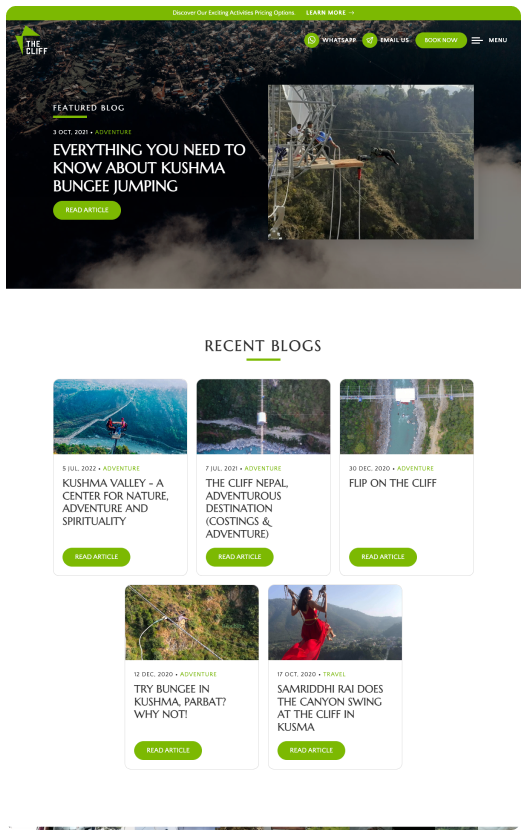 Discover Our Exciting Activities Pricing Options. LEARN MORE →
THE
CLIFF
WHATSAPP EMAIL US BOOK NOW MENU
FEATURED BLOG
3 OCT, 2021 • ADVENTURE
EVERYTHING YOU NEED TO
KNOW ABOUT KUSHMA
BUNGEE JUMPING
READ ARTICLE
RECENT BLOGS
5 JUL, 2022 • ADVENTURE
KUSHMA VALLEY - A
CENTER FOR NATURE,
ADVENTURE AND
SPIRITUALITY
READ ARTICLE
7 JUL, 2021 • ADVENTURE
THE CLIFF NEPAL,
ADVENTUROUS
DESTINATION
(COSTINGS &
ADVENTURE)
READ ARTICLE
30 DEC, 2020 • ADVENTURE
FLIP ON THE CLIFF
READ ARTICLE
12 DEC, 2020 • ADVENTURE
TRY BUNGEE IN
KUSHMA, PARBAT?
WHY NOT!
READ ARTICLE
17 OCT, 2020 • TRAVEL
SAMRIDDHI RAI DOES
THE CANYON SWING
AT THE CLIFF IN
KUSMA
READ ARTICLE